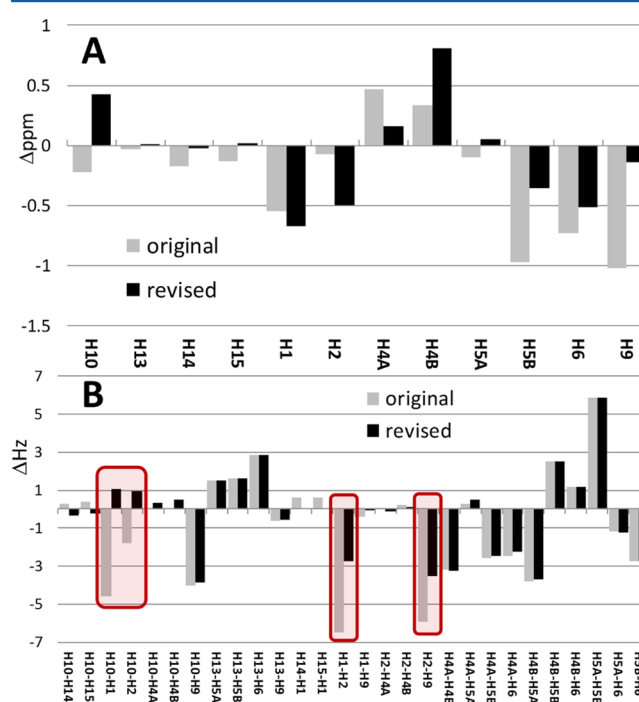 A
1
0.5
0
-0.5
-1
-1.5
Δppm
original
revised
H10 H13 H14 H15 H1 H2 H4A H4B H5A H5B H6 H9
B
7
5
3
1
-1
-3
-5
-7
ΔHz
original
revised
H10-H14 H10-H15 H10-H1 H10-H2 H10-H4A H10-H4B H10-H9 H13-H5A H13-H5B H13-H6 H13-H9 H14-H1 H15-H1 H1-H2 H1-H9 H2-H4A H2-H4B H2-H9 H4A-H4B H4A-H5A H4A-H5B H4A-H6 H4B-H5A H4B-H5B H4B-H6 H5A-H5B H5A-H6 H5A-H9